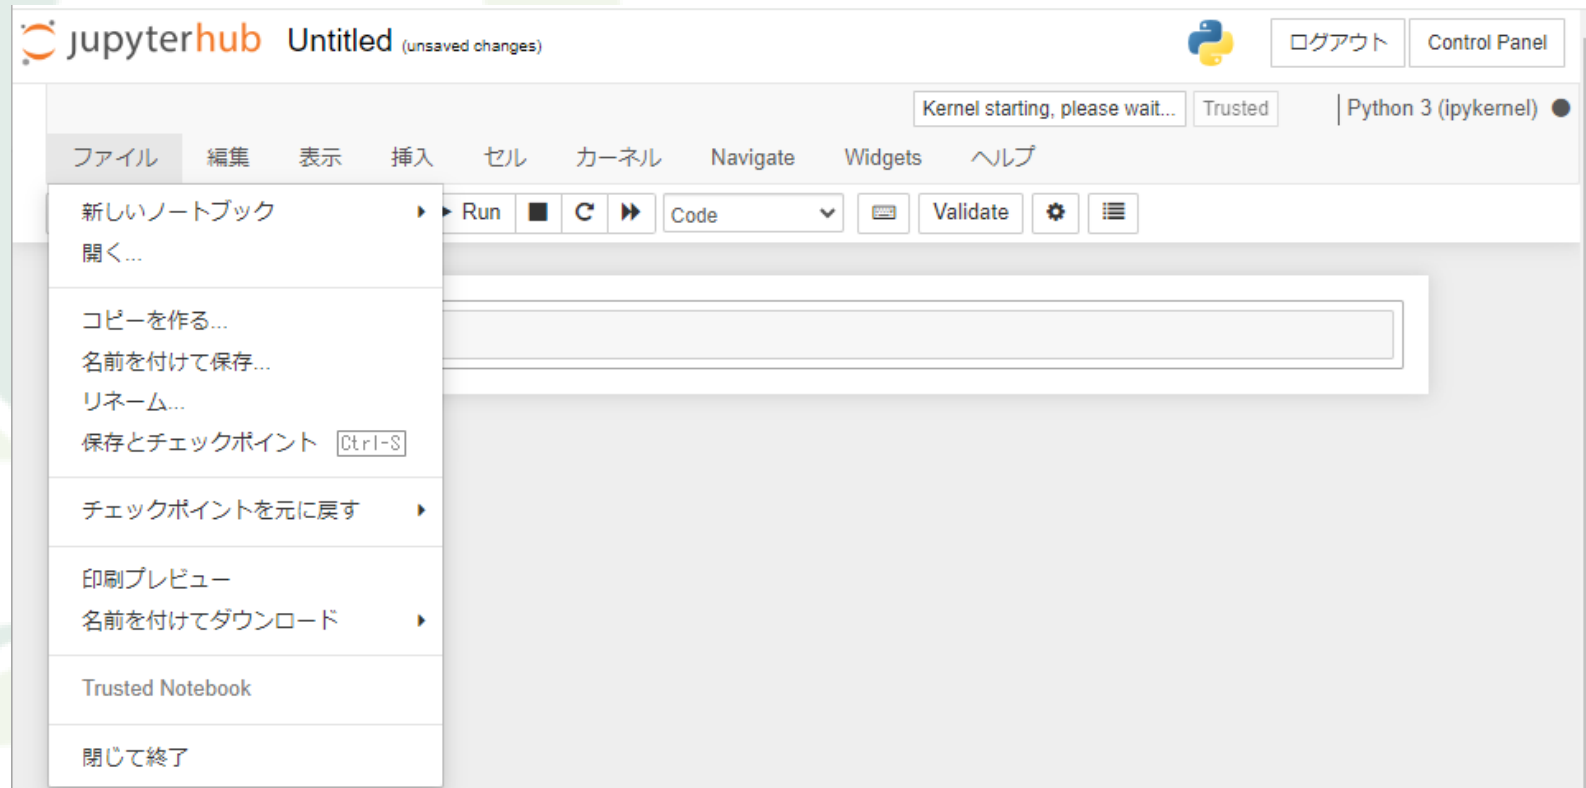 jupyterhub Untitled (unsaved changes) ログアウト Control Panel
Kernel starting, please wait... Trusted Python 3 (ipykernel)
ファイル 編集 表示 挿入 セル カーネル Navigate Widgets ヘルプ
Run Code Validate
新しいノートブック
開く...
コピーを作る...
名前を付けて保存...
リネーム...
保存とチェックポイント Ctrl-S
チェックポイントを元に戻す
印刷プレビュー
名前を付けてダウンロード
Trusted Notebook
閉じて終了